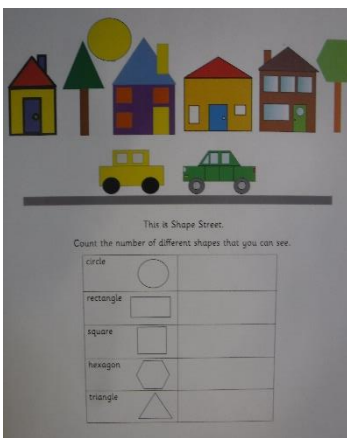 This is Shape Street.
Count the number of different shapes that you can see.
circle
rectangle
square
hexagon
triangle